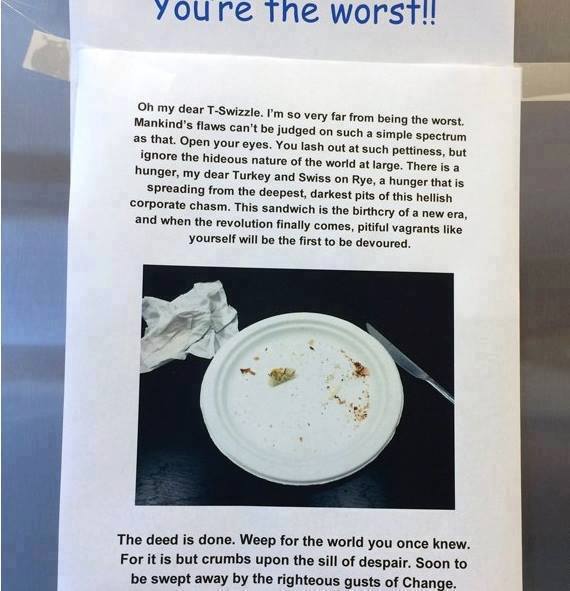 You're the worst!!
Oh my dear T-Swizzle. I'm so very far from being the worst.
Mankind's flaws can't be judged on such a simple spectrum
as that. Open your eyes. You lash out at such pettiness, but
ignore the hideous nature of the world at large. There is a
hunger, my dear Turkey and Swiss on Rye, a hunger that is
spreading from the deepest, darkest pits of this hellish
corporate chasm. This sandwich is the birthcry of a new era,
and when the revolution finally comes, pitiful vagrants like
yourself will be the first to be devoured.
The deed is done. Weep for the world you once knew.
For it is but crumbs upon the sill of despair. Soon to
be swept away by the righteous gusts of Change.